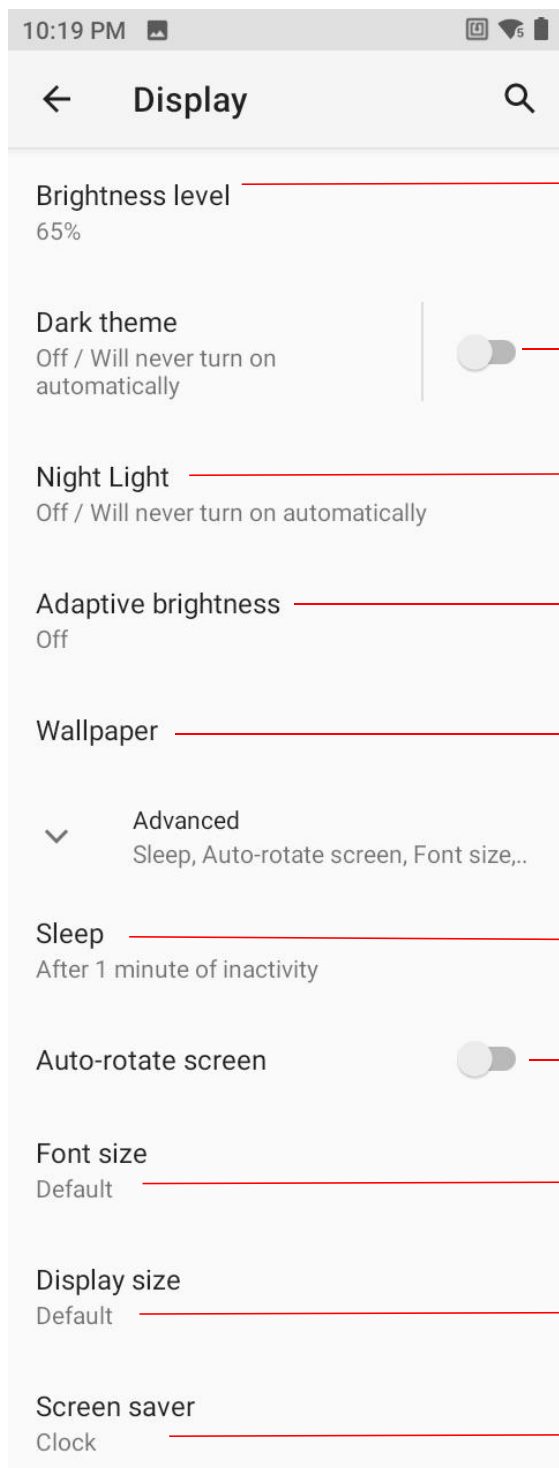 10:19 PM
5
Display
Brightness level
65%
Dark theme
Off / Will never turn on
automatically
Night Light
Off / Will never turn on automatically
Adaptive brightness
Off
Wallpaper
Advanced
Sleep, Auto-rotate screen, Font size,..
Sleep
After 1 minute of inactivity
Auto-rotate screen
Font size
Default
Display size
Default
Screen saver
Clock